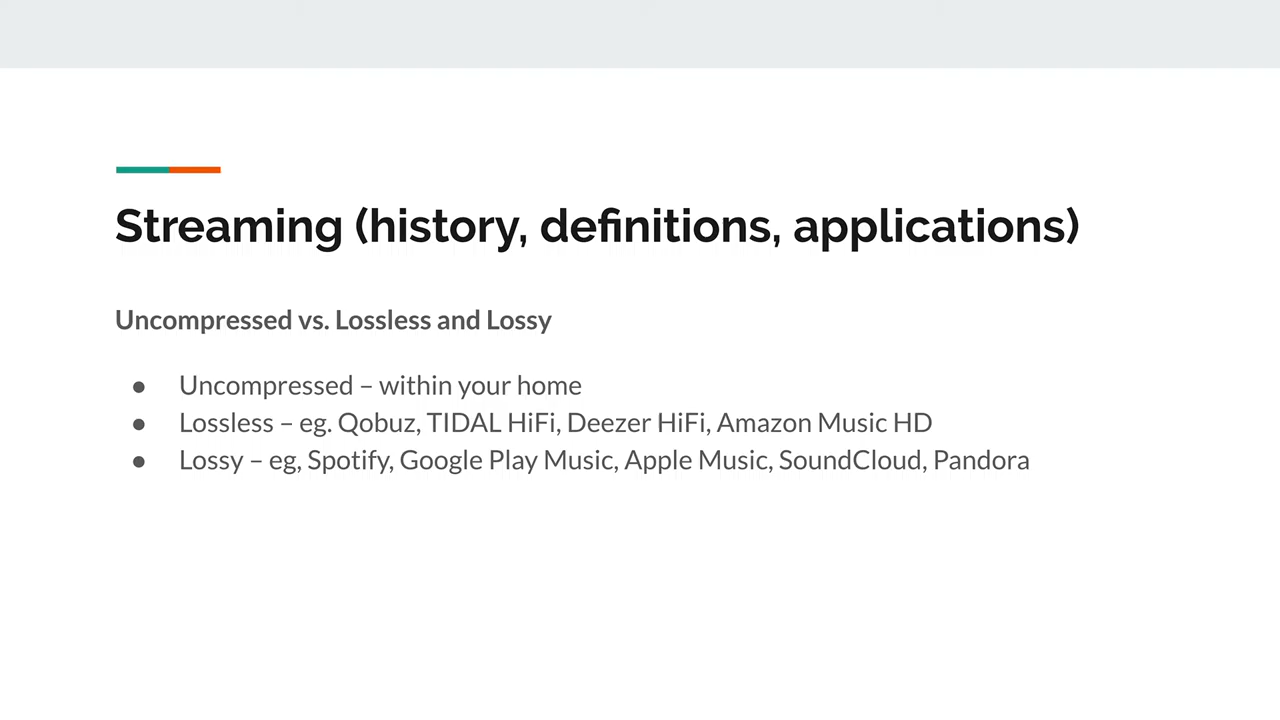 Streaming (history, definitions, applications)
Uncompressed vs. Lossless and Lossy
● Uncompressed – within your home
● Lossless – eg. Qobuz, TIDAL HiFi, Deezer HiFi, Amazon Music HD
● Lossy – eg, Spotify, Google Play Music, Apple Music, SoundCloud, Pandora